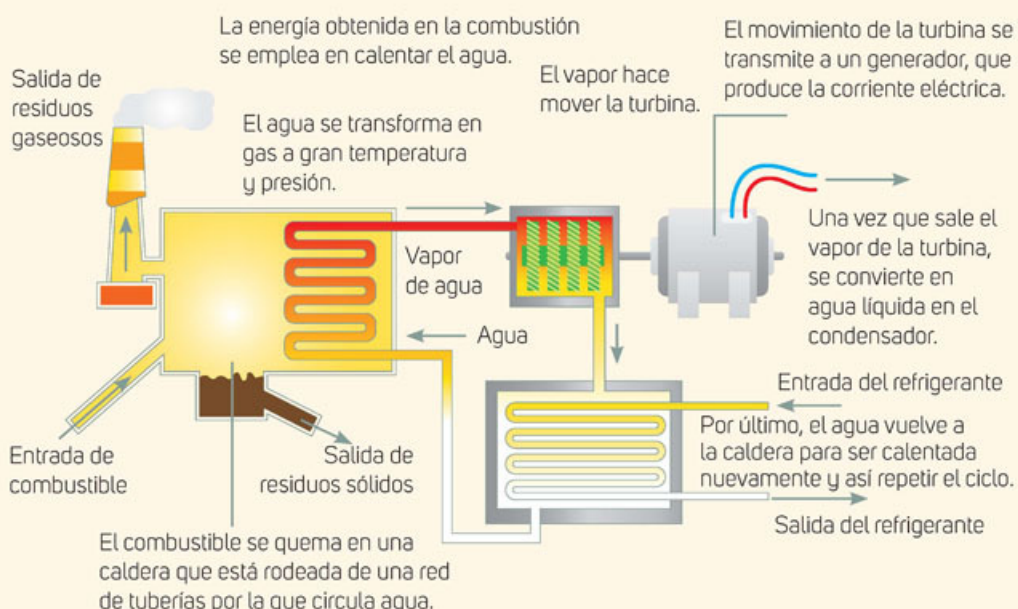 La energía obtenida en la combustión
se emplea en calentar el agua.
El movimiento de la turbina se
transmite a un generador, que
produce la corriente eléctrica.
Salida de
residuos
gaseosos
El vapor hace
mover la turbina.
El agua se transforma en
gas a gran temperatura
y presión.
Vapor
de agua
Una vez que sale el
vapor de la turbina,
se convierte en
agua líquida en el
condensador.
Agua
Entrada del refrigerante
Por último, el agua vuelve a
la caldera para ser calentada
nuevamente y así repetir el ciclo.
Salida del refrigerante
Entrada de
combustible
Salida de
residuos sólidos
El combustible se quema en una
caldera que está rodeada de una red
de tuberías por la que circula agua.